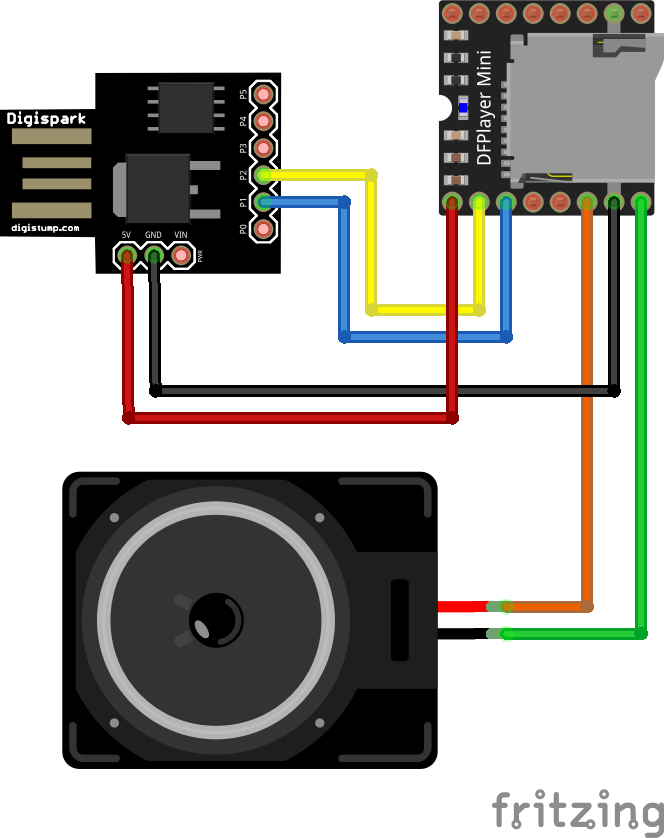 Digispark
digistump.com
P5
P4
P3
P2
P1
P0
5V GND VIN
PWR
DFPlayer Mini
fritzing